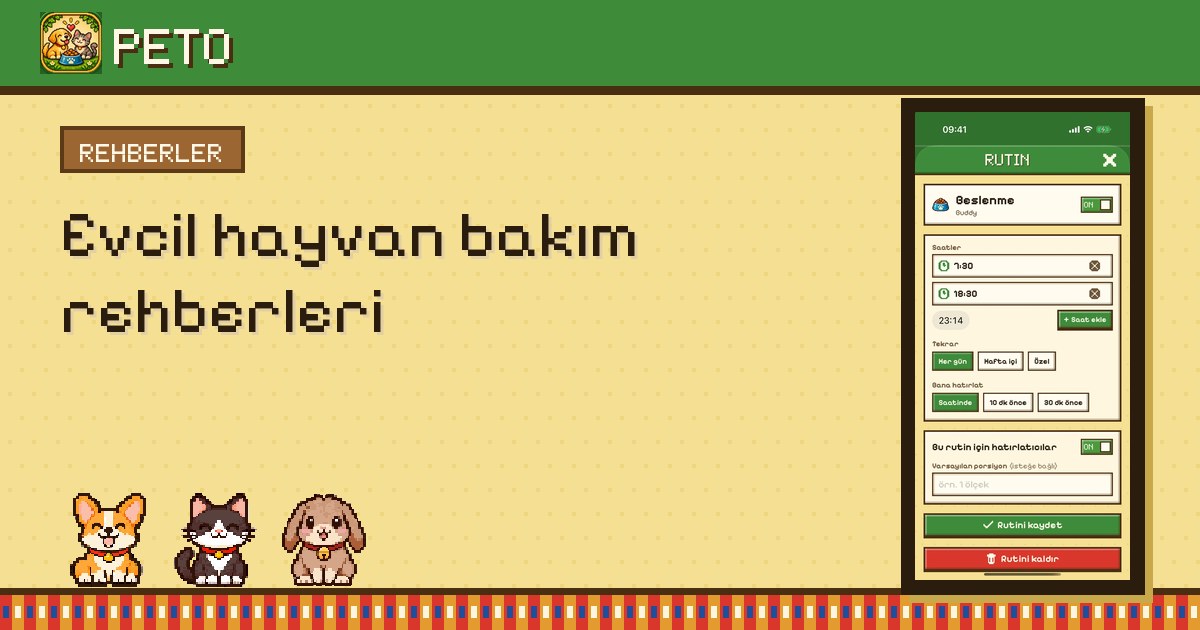 PETO
REHBERLER
Evcil hayvan bakım
rehberleri
09:41
RUTIN
Beslenme
Buddy
ON
Saatler
7:30
18:30
23:14
+ Saat ekle
Tekrar
Her gün
Hafta içi
Özel
Bana hatırlat
Saatinde
10 dk önce
30 dk önce
Bu rutin için hatırlatıcılar
ON
Varsayılan porsiyon (isteğe bağlı)
örn. 1 ölçek
Rutini kaydet
Rutini kaldır